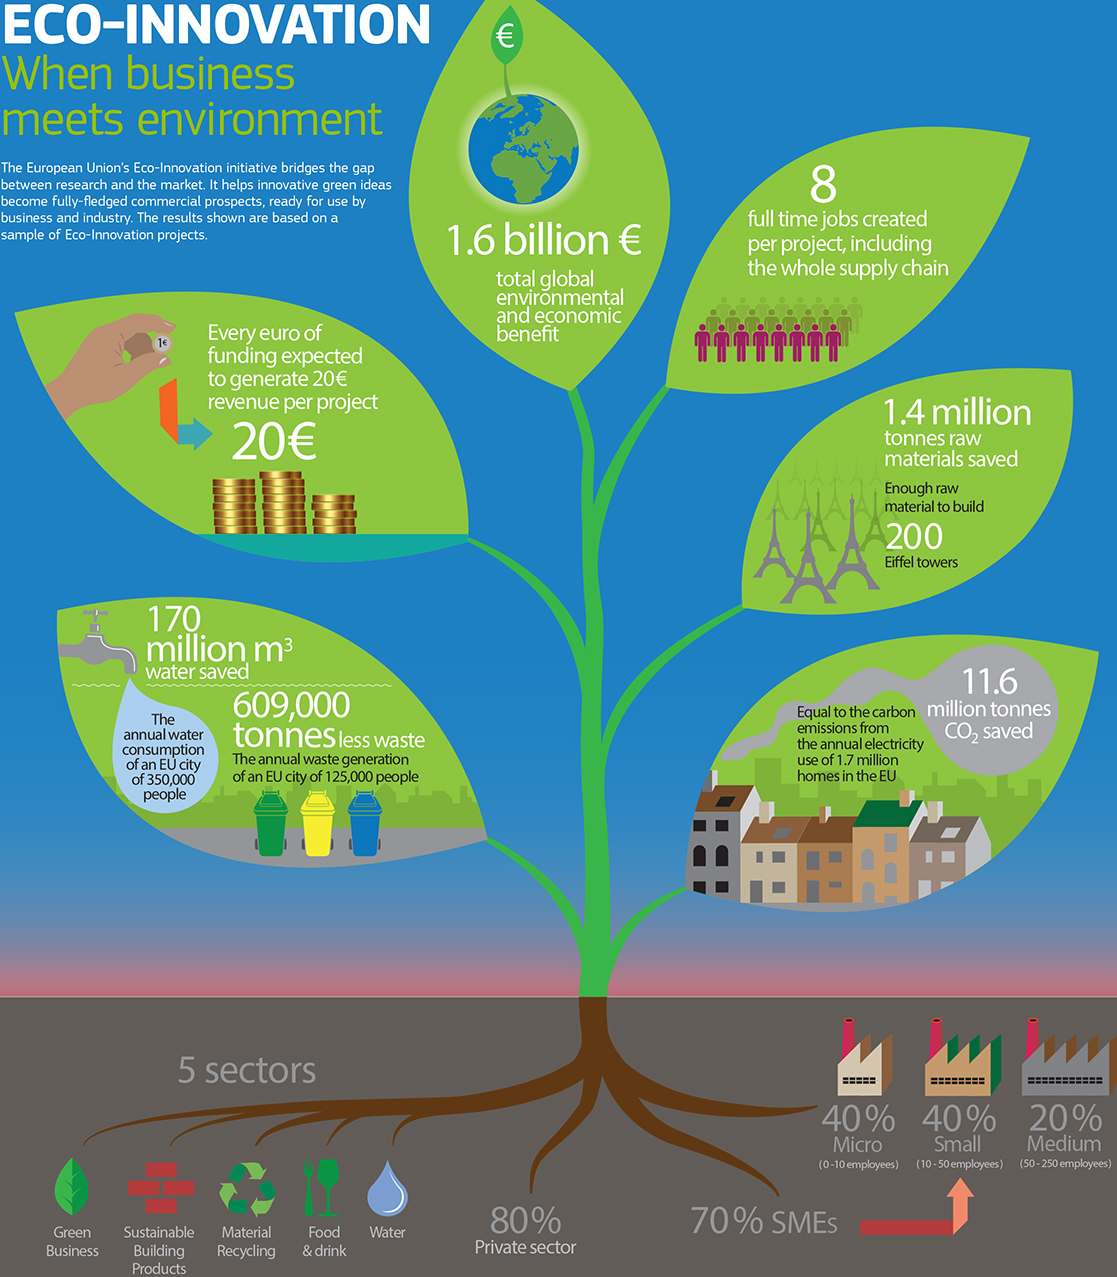 ECO-INNOVATION
When business
meets environment
The European Union's Eco-Innovation initiative bridges the gap
between research and the market. It helps innovative green ideas
become fully-fledged commercial prospects, ready for use by
business and industry. The results shown are based on a
sample of Eco-Innovation projects.
€
1.6 billion €
total global
environmental
and economic
benefit
8
full time jobs created
per project, including
the whole supply chain
1€
Every euro of
funding expected
to generate 20€
revenue per project
20€
1.4 million
tonnes raw
materials saved
Enough raw
material to build
200
Eiffel towers
170
million m³
water saved
The
annual water
consumption
of an EU city
of 350,000
people
609,000
tonnes less waste
The annual waste generation
of an EU city of 125,000 people
11.6
million tonnes
CO₂ saved
Equal to the carbon
emissions from
the annual electricity
use of 1.7 million
homes in the EU
5 sectors
Green
Business
Sustainable
Building
Products
Material
Recycling
Food
& drink
Water
80%
Private sector
70% SMEs
40%
Micro
(0 -10 employees)
40%
Small
(10 - 50 employees)
20%
Medium
(50 - 250 employees)